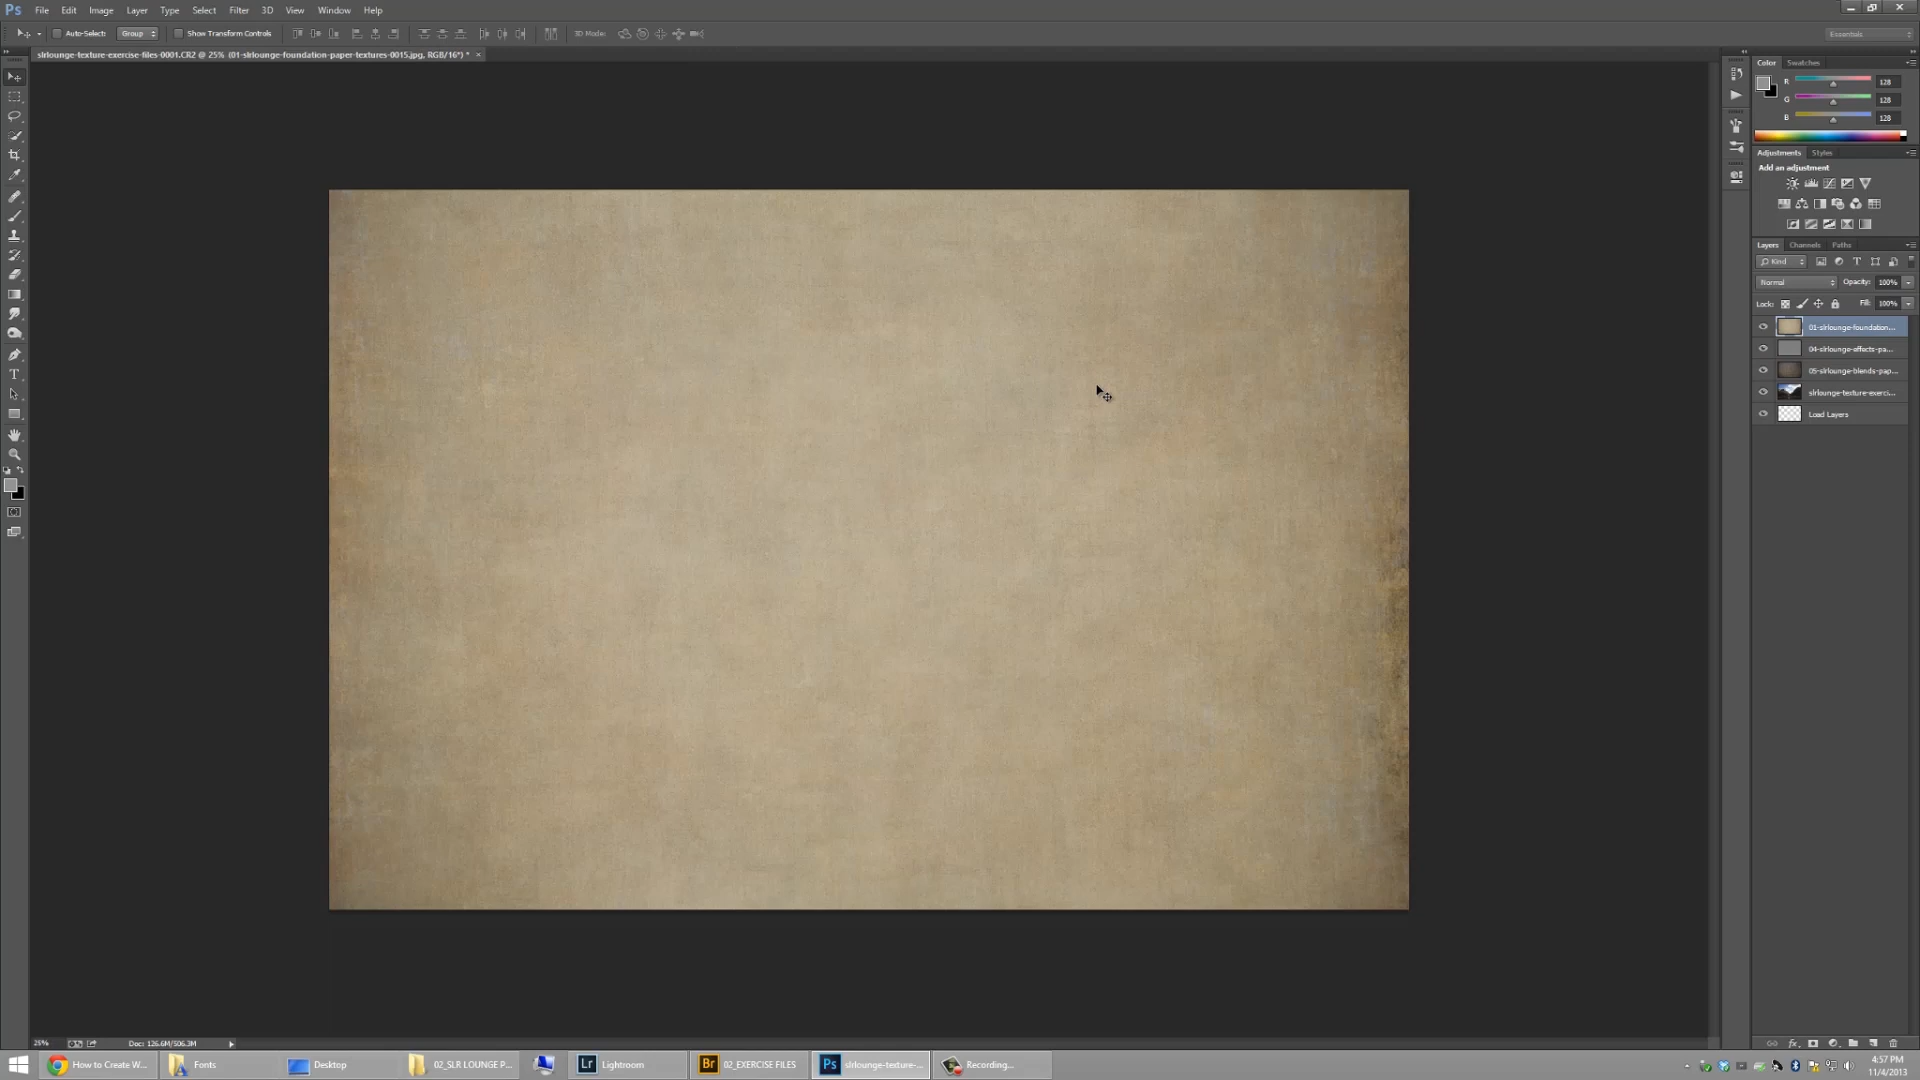 Ps File Edit Image Layer Type Select Filter 3D View Window Help
Auto-Select: Group Show Transform Controls 3D Mode: Essentials
slrlounge-texture-exercise-files-0001.CR2 @ 25% (01-slrlounge-foundation-paper-textures-0015.jpg, RGB/16*) * ×
Color Swatches
R 128
G 128
B 128
Adjustments Styles
Add an adjustment
Layers Channels Paths
Kind
Normal Opacity: 100%
Lock: Fill: 100%
01-slrlounge-foundation...
04-slrlounge-effects-pa...
05-slrlounge-blends-pap...
slrlounge-texture-exerci...
Load Layers
25% Doc: 126.6M/506.3M
How to Create W... Fonts Desktop 02_SLR LOUNGE P... Lr Lightroom Br 02_EXERCISE FILES Ps slrlounge-texture-... Recording...
4:57 PM
11/4/2013